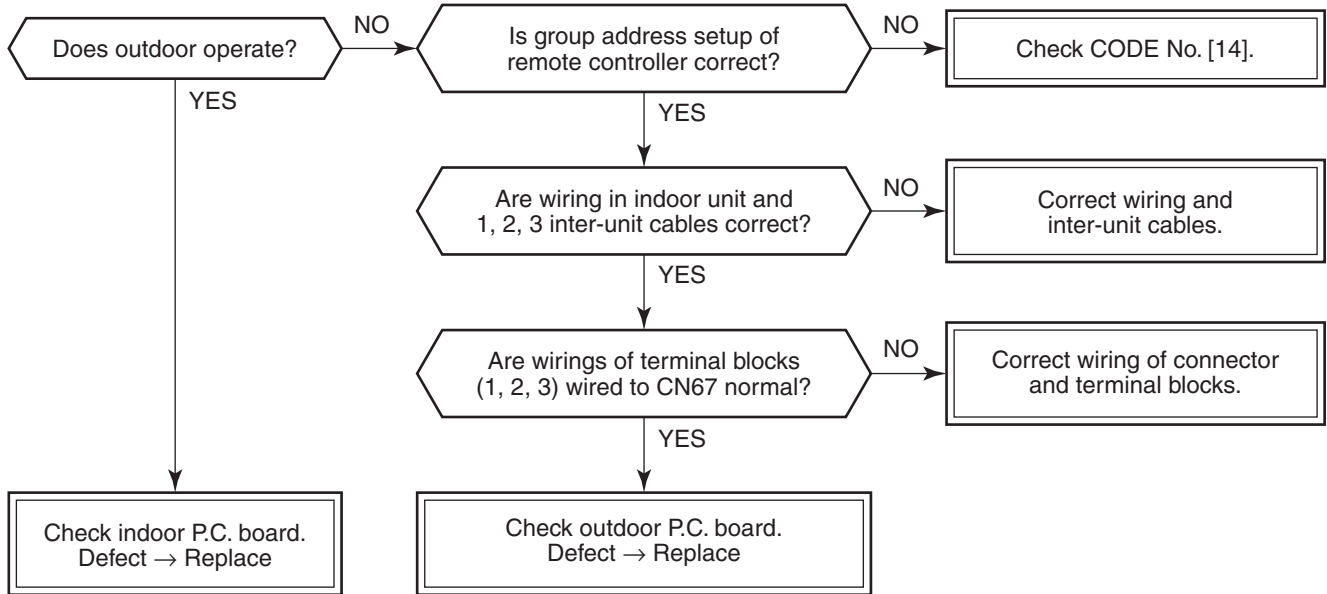 Does outdoor operate?
NO
Is group address setup of
remote controller correct?
NO
Check CODE No. [14].
YES
YES
Are wiring in indoor unit and
1, 2, 3 inter-unit cables correct?
NO
Correct wiring and
inter-unit cables.
YES
Are wirings of terminal blocks
(1, 2, 3) wired to CN67 normal?
NO
Correct wiring of connector
and terminal blocks.
YES
Check indoor P.C. board.
Defect → Replace
Check outdoor P.C. board.
Defect → Replace